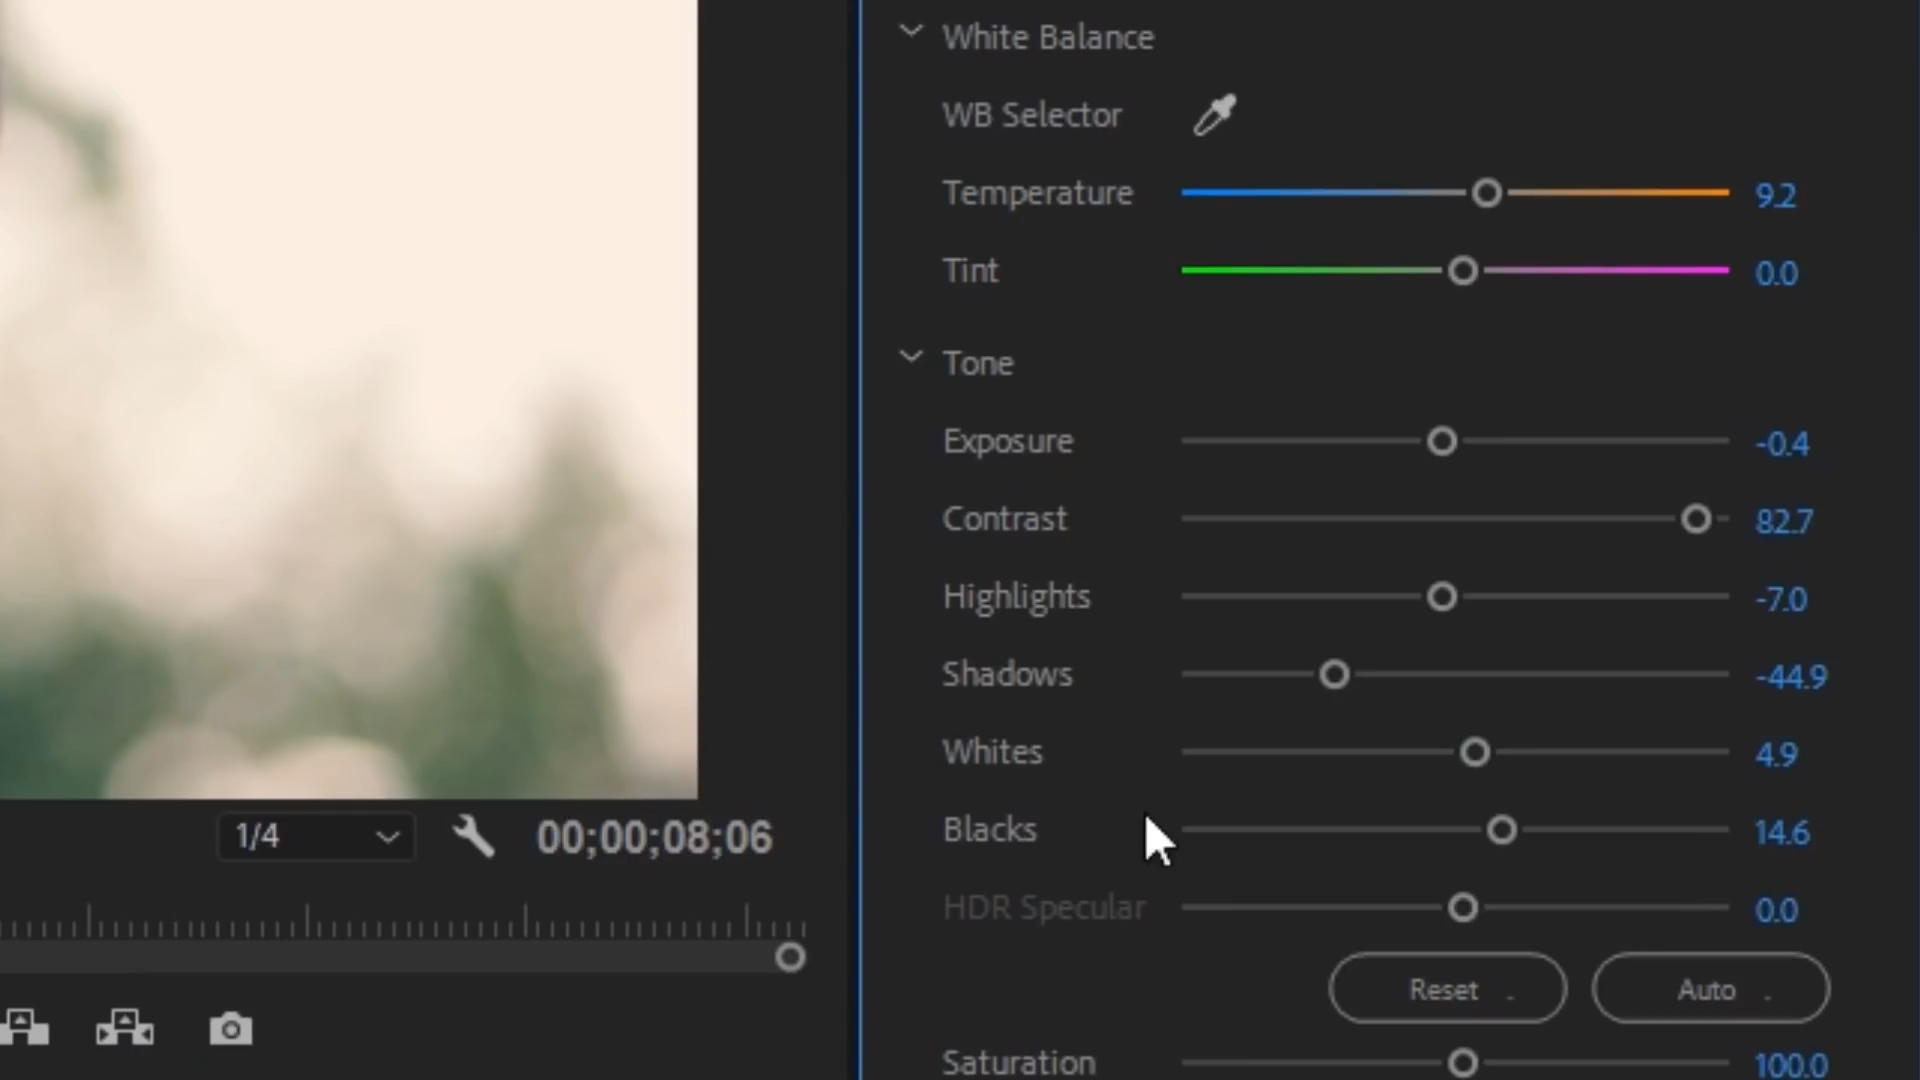 White Balance
WB Selector
Temperature 9.2
Tint 0.0
Tone
Exposure -0.4
Contrast 82.7
Highlights -7.0
Shadows -44.9
Whites 4.9
Blacks 14.6
HDR Specular 0.0
Reset Auto
Saturation 100.0
1/4 00;00;08;06